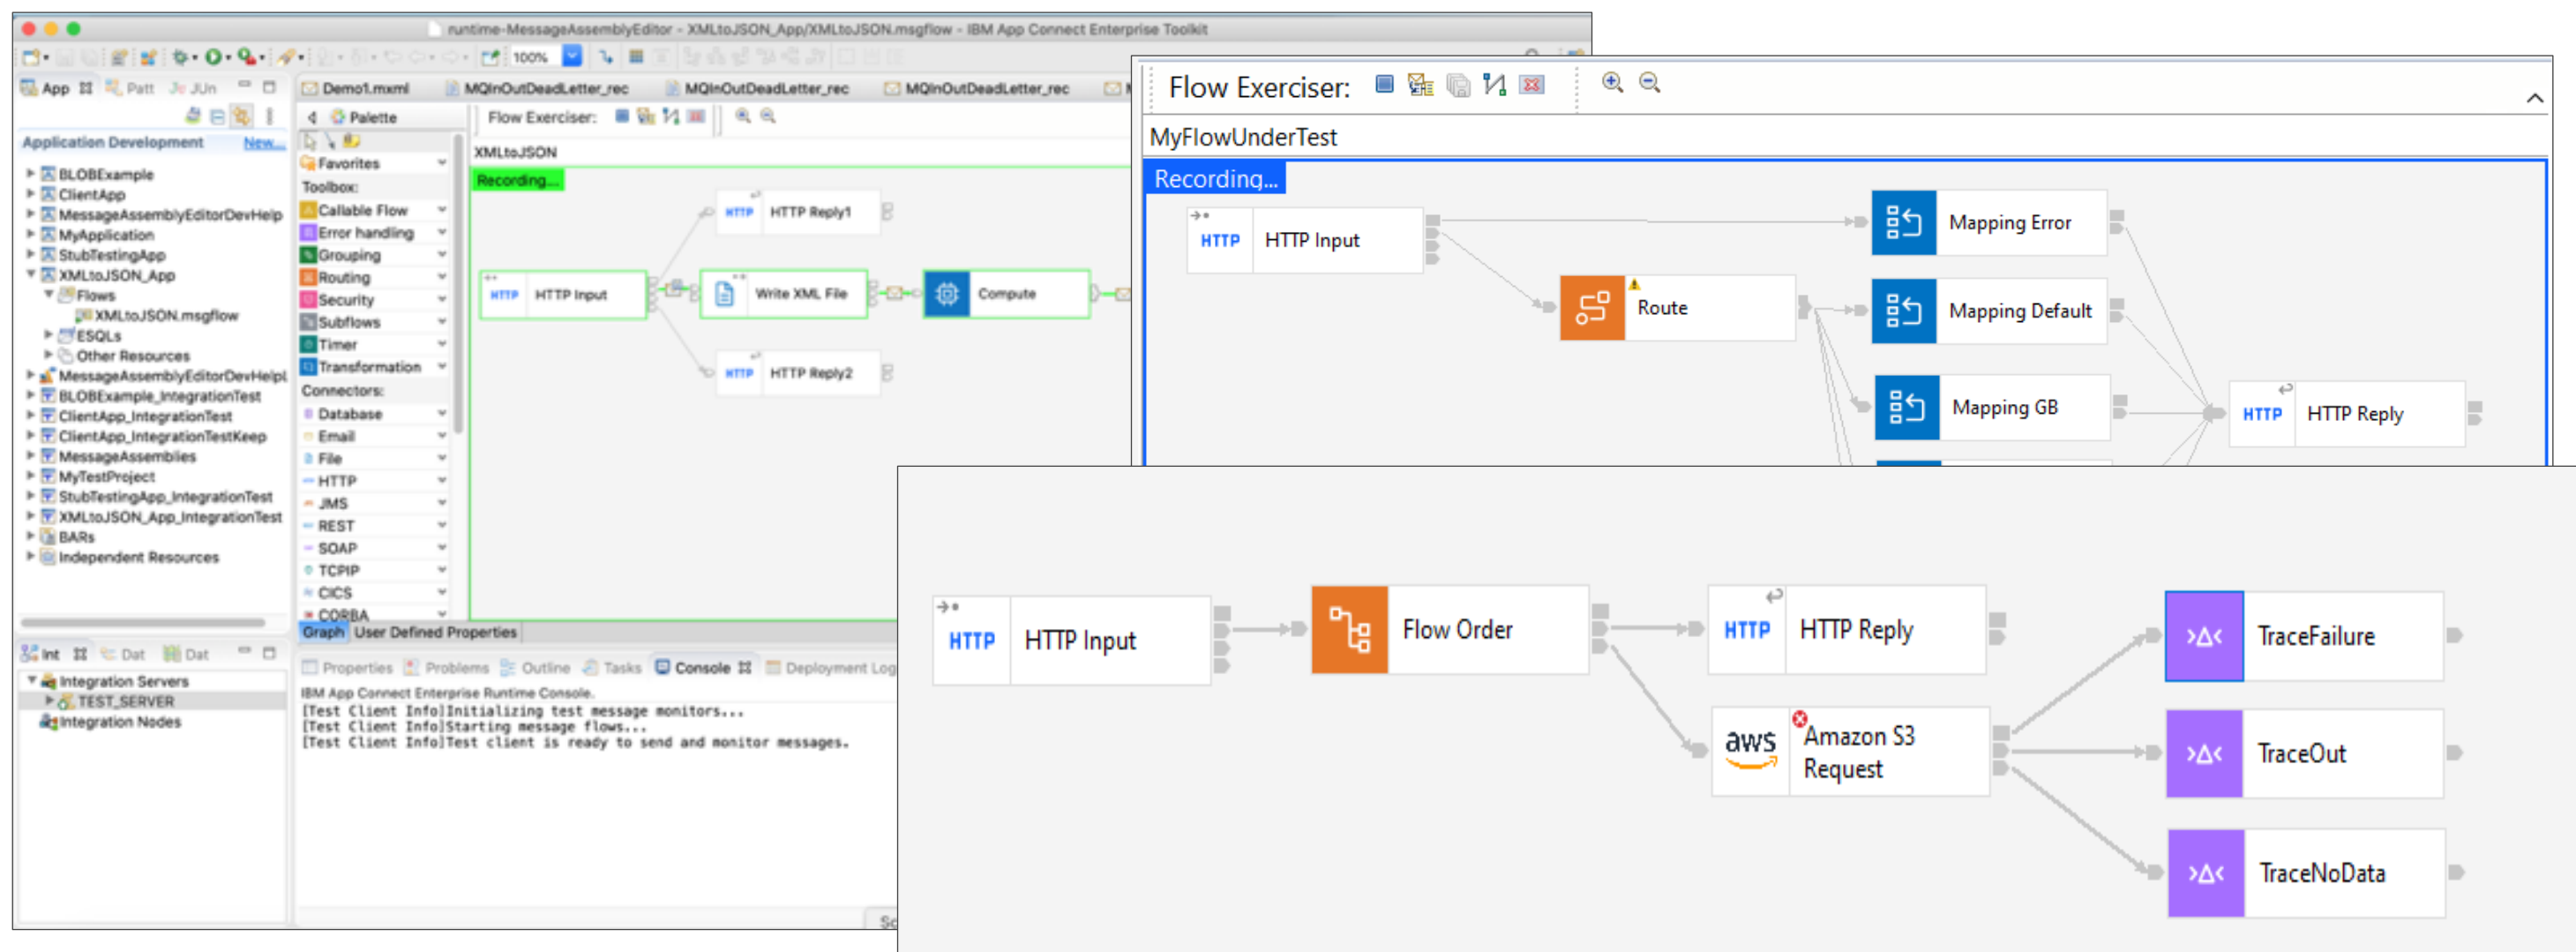 runtime-MessageAssemblyEditor - XMLtoJSON_App/XMLtoJSON.msgflow - IBM App Connect Enterprise Toolkit
100%
App
Patt
JUn
Application Development
New...
BLOBExample
ClientApp
MessageAssemblyEditorDevHelp
MyApplication
StubTestingApp
XMLtoJSON_App
Flows
XMLtoJSON.msgflow
ESQLs
Other Resources
MessageAssemblyEditorDevHelpL
BLOBExample_IntegrationTest
ClientApp_IntegrationTest
ClientApp_IntegrationTestKeep
MessageAssemblies
MyTestProject
StubTestingApp_IntegrationTest
XMLtoJSON_App_IntegrationTest
BARs
Independent Resources
Int
Dat
Dat
Integration Servers
TEST_SERVER
Integration Nodes
Demo1.mxml
MQInOutDeadLetter_rec
MQInOutDeadLetter_rec
MQInOutDeadLetter_rec
Palette
Favorites
Toolbox:
Callable Flow
Error handling
Grouping
Routing
Security
Subflows
Timer
Transformation
Connectors:
Database
Email
File
HTTP
JMS
REST
SOAP
TCPIP
CICS
CORBA
Flow Exerciser:
XMLtoJSON
Recording...
HTTP HTTP Reply1
HTTP HTTP Input
Write XML File
Compute
HTTP HTTP Reply2
Graph User Defined Properties
Properties
Problems
Outline
Tasks
Console
Deployment Log
IBM App Connect Enterprise Runtime Console.
[Test Client Info]Initializing test message monitors...
[Test Client Info]Starting message flows...
[Test Client Info]Test client is ready to send and monitor messages.
Sc
Flow Exerciser:
MyFlowUnderTest
Recording...
HTTP HTTP Input
Mapping Error
Route
Mapping Default
Mapping GB
HTTP HTTP Reply
HTTP HTTP Input
Flow Order
HTTP HTTP Reply
TraceFailure
aws Amazon S3
Request
TraceOut
TraceNoData